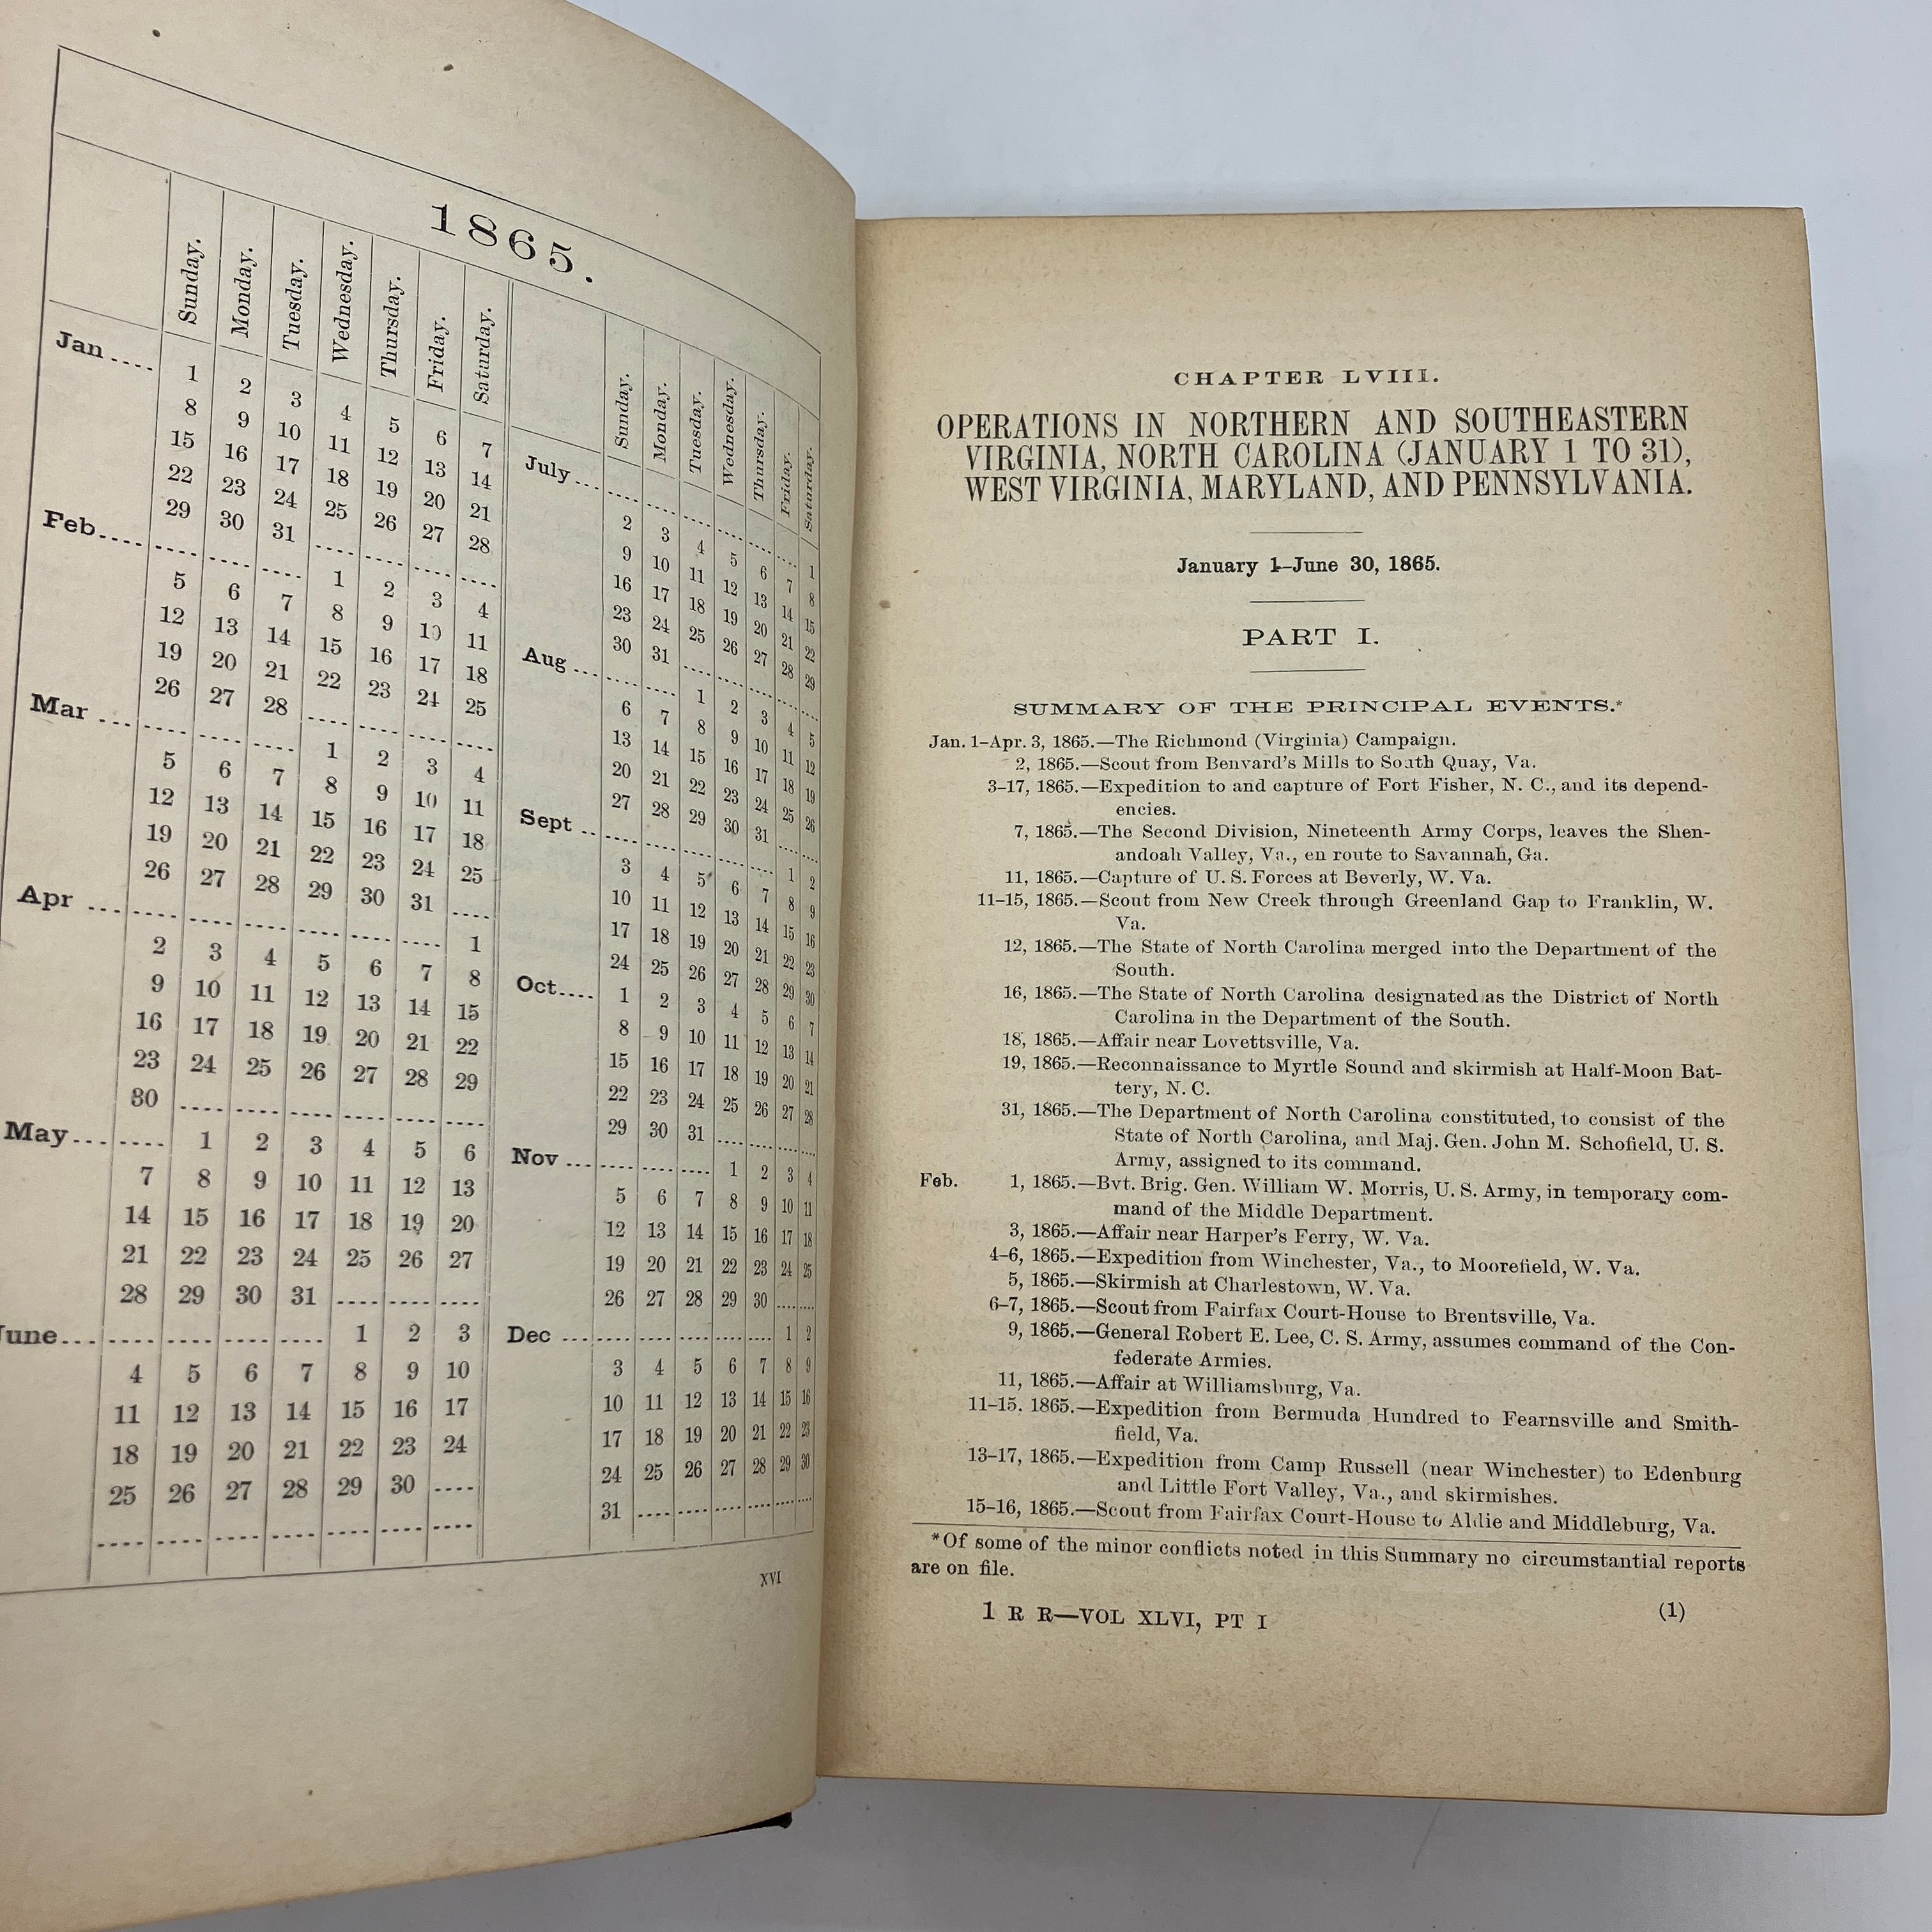 1865.
Sunday. Monday. Tuesday. Wednesday. Thursday. Friday. Saturday.
Jan ....
1 2 3 4 5 6 7
8 9 10 11 12 13 14
15 16 17 18 19 20 21
22 23 24 25 26 27 28
29 30 31 .... .... .... ....
Feb.... .... .... .... 1 2 3 4
5 6 7 8 9 10 11
12 13 14 15 16 17 18
19 20 21 22 23 24 25
26 27 28 .... .... .... ....
Mar ... .... .... .... 1 2 3 4
5 6 7 8 9 10 11
12 13 14 15 16 17 18
19 20 21 22 23 24 25
26 27 28 29 30 31 ....
Apr ... .... .... .... .... .... .... 1
2 3 4 5 6 7 8
9 10 11 12 13 14 15
16 17 18 19 20 21 22
23 24 25 26 27 28 29
30 .... .... .... .... .... ....
May... .... 1 2 3 4 5 6
7 8 9 10 11 12 13
14 15 16 17 18 19 20
21 22 23 24 25 26 27
28 29 30 31 .... .... ....
June... .... .... .... .... 1 2 3
4 5 6 7 8 9 10
11 12 13 14 15 16 17
18 19 20 21 22 23 24
25 26 27 28 29 30 ....
.... .... .... .... .... .... ....
Sunday. Monday. Tuesday. Wednesday. Thursday. Friday. Saturday.
July... .... .... .... .... .... .... 1
2 3 4 5 6 7 8
9 10 11 12 13 14 15
16 17 18 19 20 21 22
23 24 25 26 27 28 29
30 31 .... .... .... .... ....
Aug ... .... .... 1 2 3 4 5
6 7 8 9 10 11 12
13 14 15 16 17 18 19
20 21 22 23 24 25 26
27 28 29 30 31 .... ....
Sept .. .... .... .... .... .... 1 2
3 4 5 6 7 8 9
10 11 12 13 14 15 16
17 18 19 20 21 22 23
24 25 26 27 28 29 30
Oct.... 1 2 3 4 5 6 7
8 9 10 11 12 13 14
15 16 17 18 19 20 21
22 23 24 25 26 27 28
29 30 31 .... .... .... ....
Nov ... .... .... .... 1 2 3 4
5 6 7 8 9 10 11
12 13 14 15 16 17 18
19 20 21 22 23 24 25
26 27 28 29 30 .... ....
Dec ... .... .... .... .... .... 1 2
3 4 5 6 7 8 9
10 11 12 13 14 15 16
17 18 19 20 21 22 23
24 25 26 27 28 29 30
31 .... .... .... .... .... ....
XVI
CHAPTER LVIII.
OPERATIONS IN NORTHERN AND SOUTHEASTERN
VIRGINIA, NORTH CAROLINA (JANUARY 1 TO 31),
WEST VIRGINIA, MARYLAND, AND PENNSYLVANIA.
January 1–June 30, 1865.
PART I.
SUMMARY OF THE PRINCIPAL EVENTS.*
Jan. 1–Apr. 3, 1865.—The Richmond (Virginia) Campaign.
2, 1865.—Scout from Benvard's Mills to South Quay, Va.
3–17, 1865.—Expedition to and capture of Fort Fisher, N. C., and its depend-
encies.
7, 1865.—The Second Division, Nineteenth Army Corps, leaves the Shen-
andoah Valley, Va., en route to Savannah, Ga.
11, 1865.—Capture of U. S. Forces at Beverly, W. Va.
11–15, 1865.—Scout from New Creek through Greenland Gap to Franklin, W.
Va.
12, 1865.—The State of North Carolina merged into the Department of the
South.
16, 1865.—The State of North Carolina designated as the District of North
Carolina in the Department of the South.
18, 1865.—Affair near Lovettsville, Va.
19, 1865.—Reconnaissance to Myrtle Sound and skirmish at Half-Moon Bat-
tery, N. C.
31, 1865.—The Department of North Carolina constituted, to consist of the
State of North Carolina, and Maj. Gen. John M. Schofield, U. S.
Army, assigned to its command.
Feb. 1, 1865.—Bvt. Brig. Gen. William W. Morris, U. S. Army, in temporary com-
mand of the Middle Department.
3, 1865.—Affair near Harper's Ferry, W. Va.
4–6, 1865.—Expedition from Winchester, Va., to Moorefield, W. Va.
5, 1865.—Skirmish at Charlestown, W. Va.
6–7, 1865.—Scout from Fairfax Court-House to Brentsville, Va.
9, 1865.—General Robert E. Lee, C. S. Army, assumes command of the Con-
federate Armies.
11, 1865.—Affair at Williamsburg, Va.
11–15. 1865.—Expedition from Bermuda Hundred to Fearnsville and Smith-
field, Va.
13–17, 1865.—Expedition from Camp Russell (near Winchester) to Edenburg
and Little Fort Valley, Va., and skirmishes.
15–16, 1865.—Scout from Fairfax Court-House to Aldie and Middleburg, Va.
*Of some of the minor conflicts noted in this Summary no circumstantial reports
are on file.
1 R R—VOL XLVI, PT I (1)